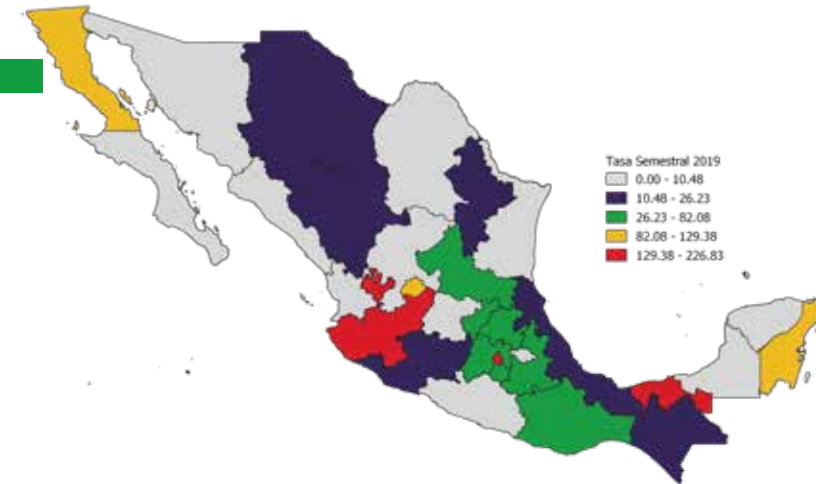 Tasa Semestral 2019
0.00 - 10.48
10.48 - 26.23
26.23 - 82.08
82.08 - 129.38
129.38 - 226.83